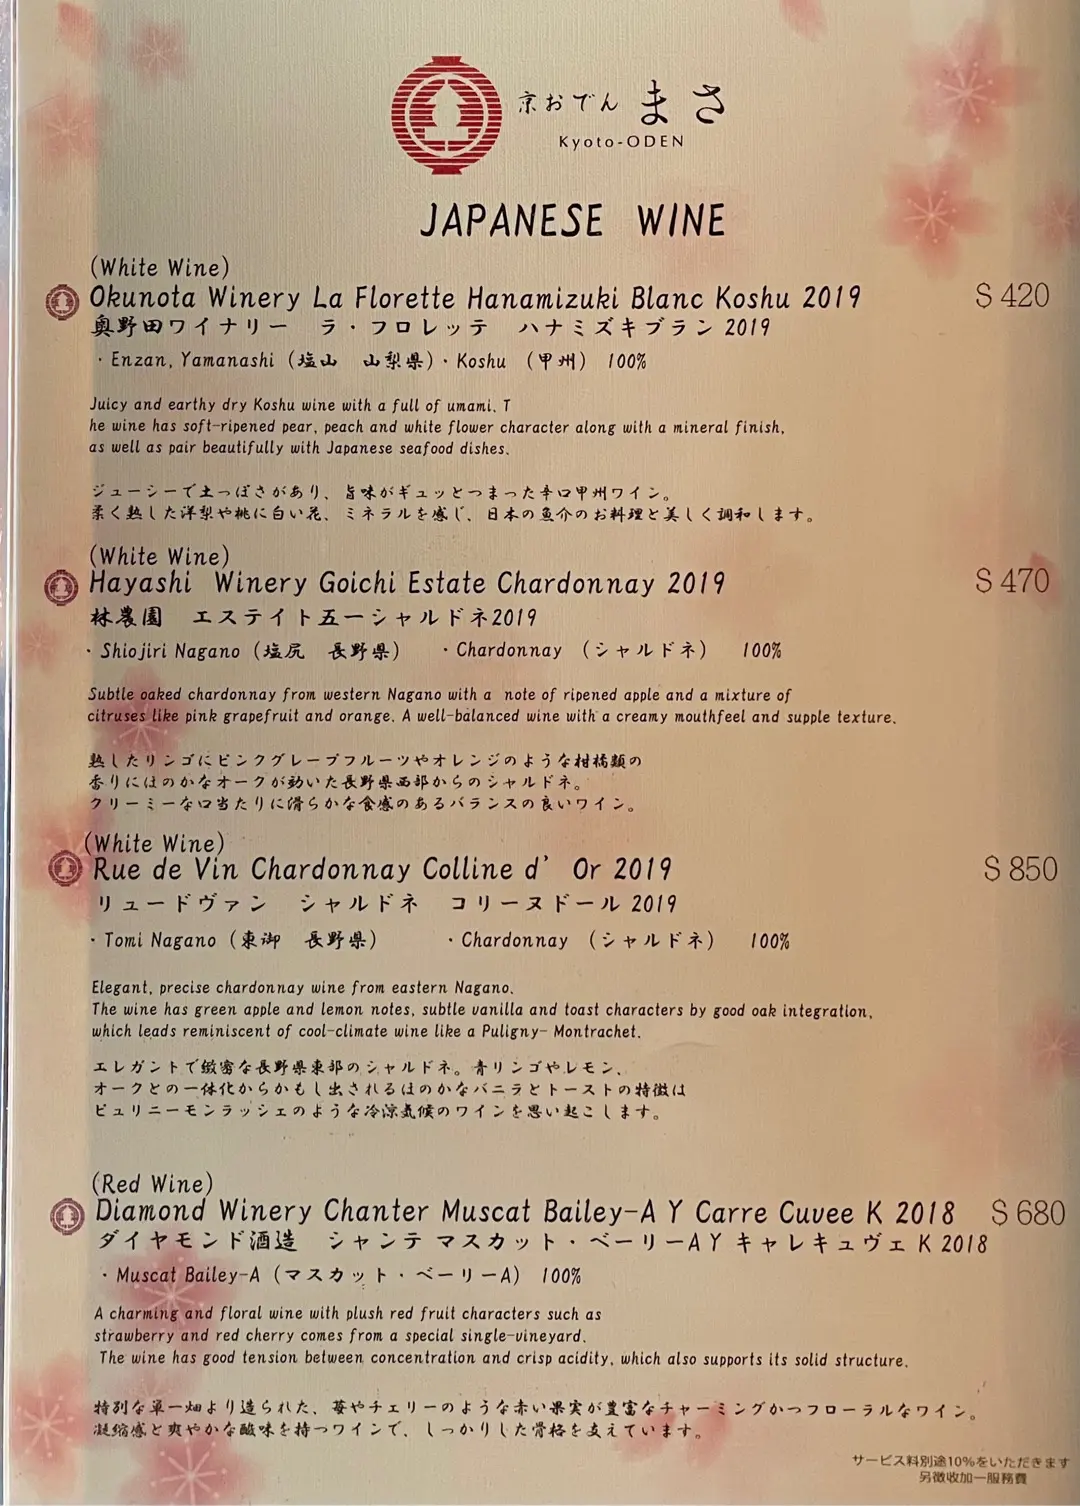 京おでん まさ
Kyoto-ODEN
JAPANESE WINE
(White Wine)
Okunota Winery La Florette Hanamizuki Blanc Koshu 2019 $420
奥野田ワイナリー ラ・フロレッテ ハナミズキブラン 2019
・Enzan, Yamanashi (塩山 山梨県)・Koshu (甲州) 100%
Juicy and earthy dry Koshu wine with a full of umami. T
he wine has soft-ripened pear, peach and white flower character along with a mineral finish,
as well as pair beautifully with Japanese seafood dishes.
ジューシーで土っぽさがあり、旨味がギュッとつまった辛口甲州ワイン。
柔く熟した洋梨や桃に白い花、ミネラルを感じ、日本の魚介のお料理と美しく調和します。
(White Wine)
Hayashi Winery Goichi Estate Chardonnay 2019 $470
林農園 エステイト五一シャルドネ2019
・Shiojiri Nagano (塩尻 長野県) ・Chardonnay (シャルドネ) 100%
Subtle oaked chardonnay from western Nagano with a note of ripened apple and a mixture of
citruses like pink grapefruit and orange. A well-balanced wine with a creamy mouthfeel and supple texture.
熟したリンゴにピンクグレープフルーツやオレンジのような柑橘類の
香りにほのかなオークが効いた長野県西部からのシャルドネ。
クリーミーな口当たりに滑らかな食感のあるバランスの良いワイン。
(White Wine)
Rue de Vin Chardonnay Colline d' Or 2019 $850
リュードヴァン シャルドネ コリーヌドール 2019
・Tomi Nagano (東御 長野県) ・Chardonnay (シャルドネ) 100%
Elegant, precise chardonnay wine from eastern Nagano.
The wine has green apple and lemon notes, subtle vanilla and toast characters by good oak integration,
which leads reminiscent of cool-climate wine like a Puligny- Montrachet.
エレガントで緻密な長野県東部のシャルドネ。青リンゴやレモン、
オークとの一体化からかもし出されるほのかなバニラとトーストの特徴は
ピュリニーモンラッシェのような冷涼気候のワインを思い起こします。
(Red Wine)
Diamond Winery Chanter Muscat Bailey-A Y Carre Cuvee K 2018 $680
ダイヤモンド酒造 シャンテ マスカット・ベーリーAY キャレキュヴェ K 2018
・Muscat Bailey-A (マスカット・ベーリーA) 100%
A charming and floral wine with plush red fruit characters such as
strawberry and red cherry comes from a special single-vineyard.
The wine has good tension between concentration and crisp acidity, which also supports its solid structure.
特別な単一畑より造られた、苺やチェリーのような赤い果実が豊富なチャーミングかつフローラルなワイン。
凝縮感と爽やかな酸味を持つワインで、しっかりした骨格を支えています。
サービス料別途10%をいただきます
另徵收加一服務費